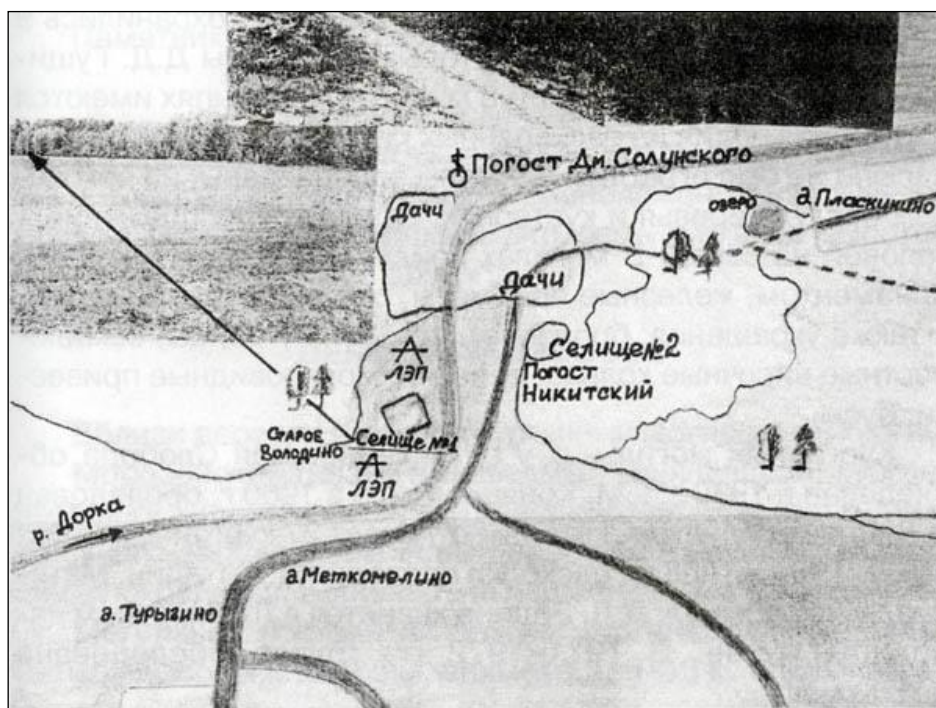 Погост Дм. Солунского
Дачи
озеро
д Пласкинино
Дачи
ЛЭП
Селище №2
Погост
Никитский
Старое
Володино
Селище №1
ЛЭП
р. Дорка
д Меткомелино
д. Турыгино